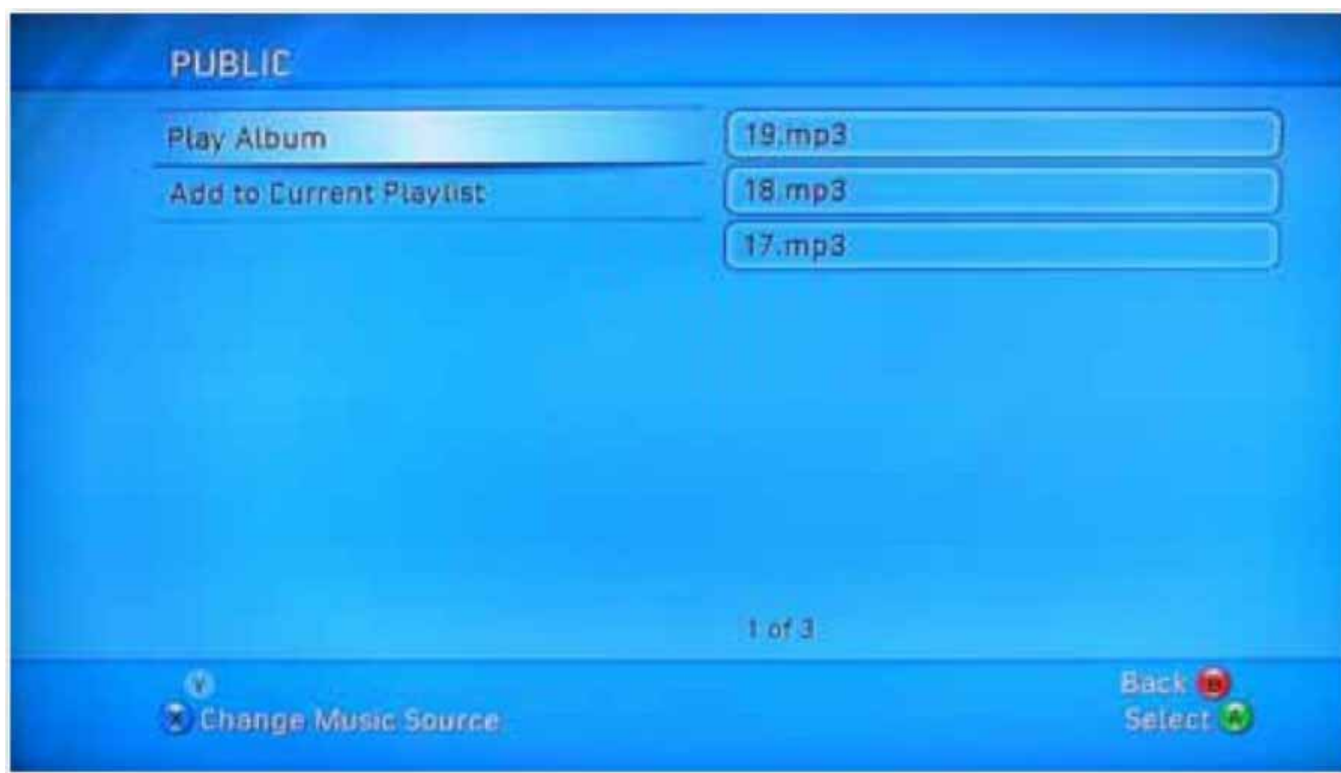 PUBLIC
Play Album
Add to Current Playlist
19.mp3
18.mp3
17.mp3
1 of 3
Y
X Change Music Source
Back B
Select A